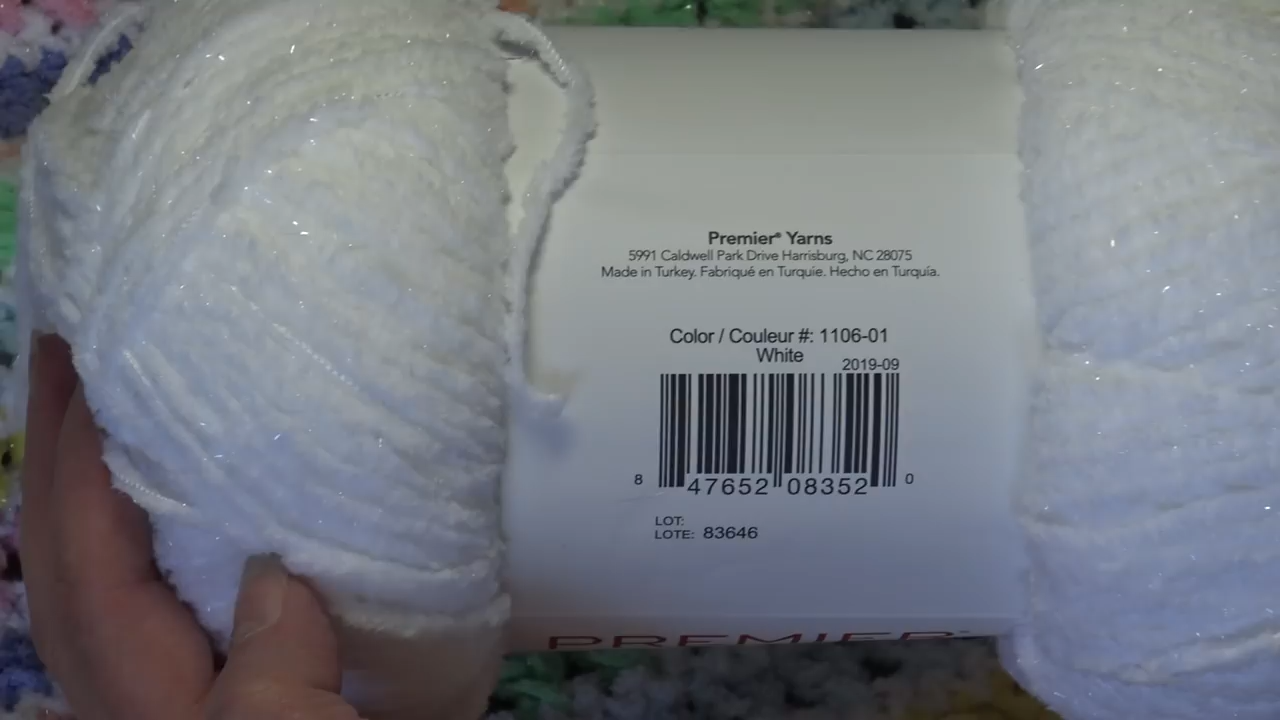 Premier® Yarns
5991 Caldwell Park Drive Harrisburg, NC 28075
Made in Turkey. Fabriqué en Turquie. Hecho en Turquía.
Color / Couleur #: 1106-01
White
2019-09
8 47652 08352 0
LOT:
LOTE: 83646
PREMIER